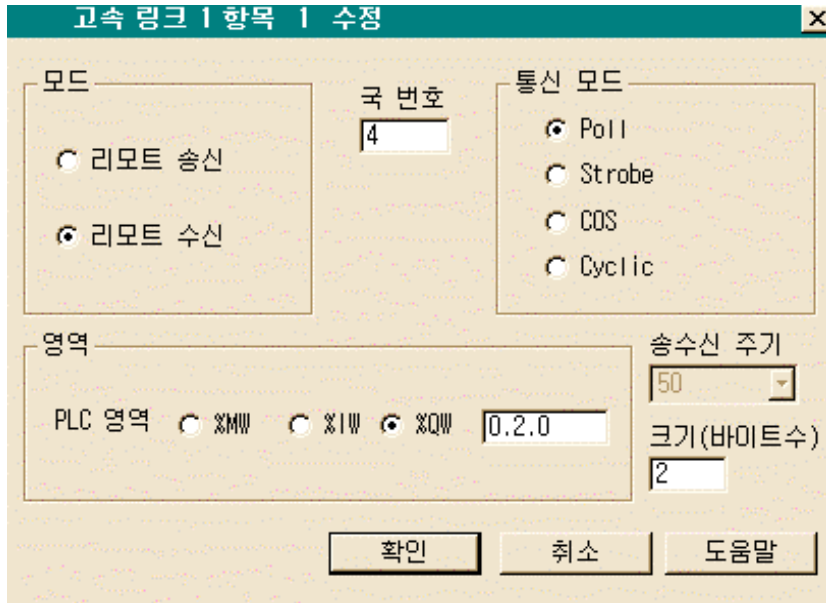 고속 링크 1 항목 1 수정
모드
리모트 송신
리모트 수신
국 번호
4
통신 모드
Poll
Strobe
COS
Cyclic
영역
PLC 영역 %MW %IW %QW 0.2.0
송수신 주기
50
크기(바이트수)
2
확인 취소 도움말